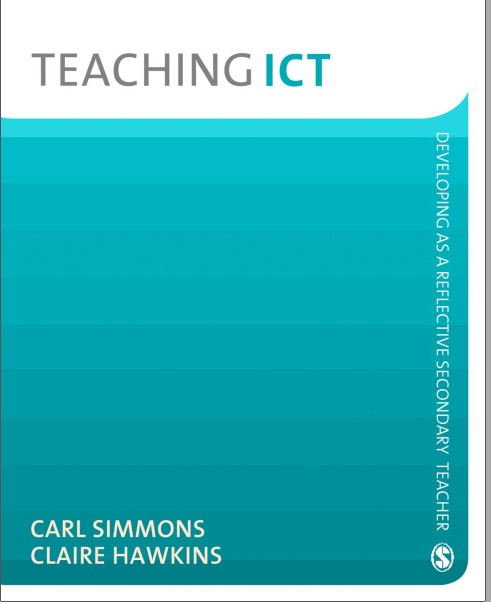 TEACHING ICT
DEVELOPING AS A REFLECTIVE SECONDARY TEACHER
CARL SIMMONS
CLAIRE HAWKINS